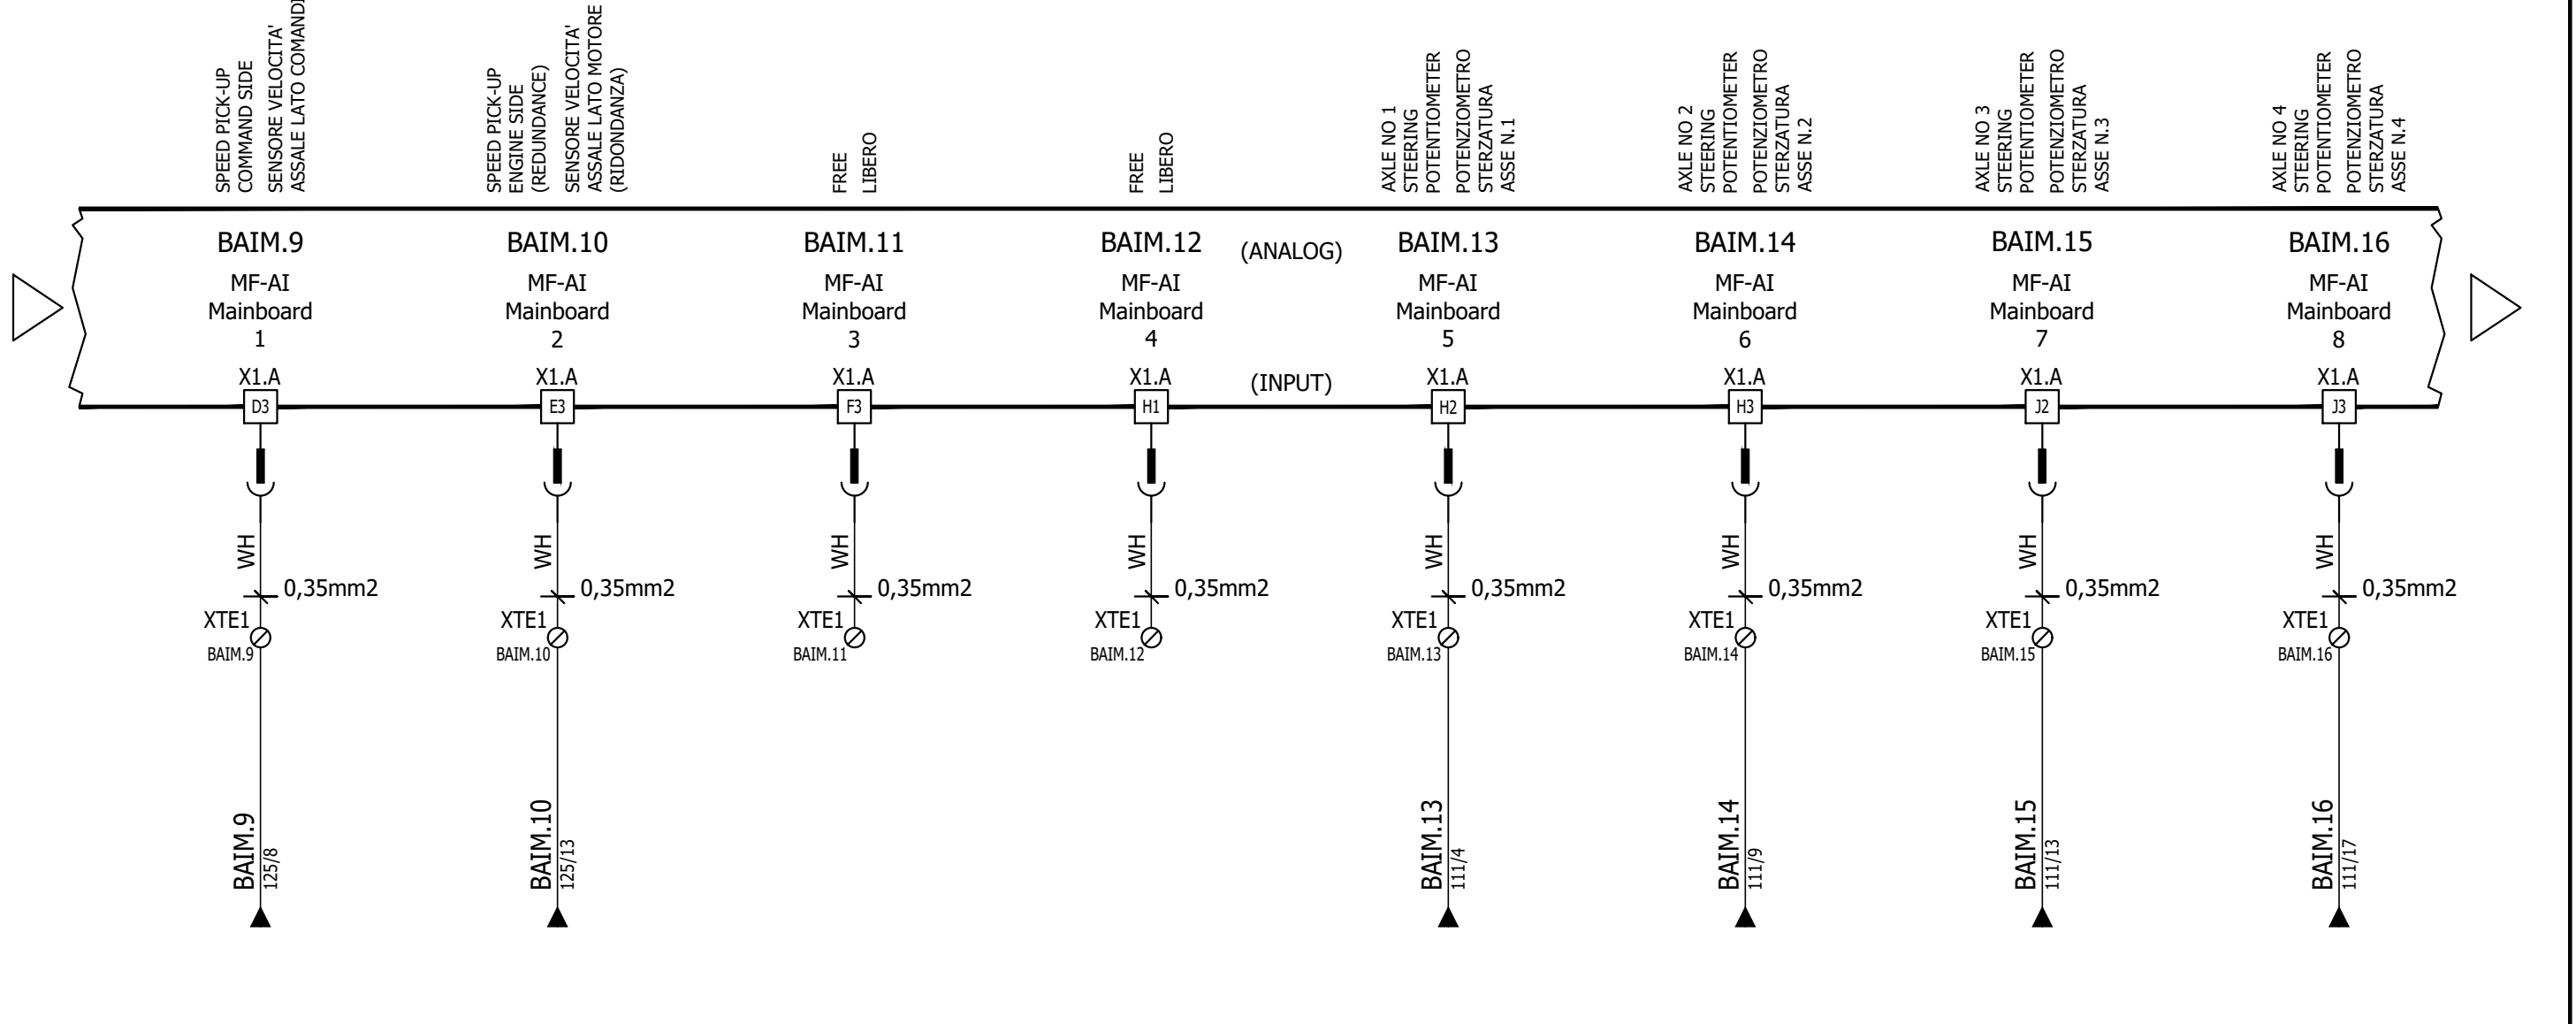 SPEED PICK-UP
COMMAND SIDE
SENSORE VELOCITA'
ASSALE LATO COMANDI
SPEED PICK-UP
ENGINE SIDE
(REDUNDANCE)
SENSORE VELOCITA'
ASSALE LATO MOTORE
(RIDONDANZA)
FREE
LIBERO
FREE
LIBERO
AXLE NO 1
STEERING
POTENTIOMETER
POTENZIOMETRO
STERZATURA
ASSE N.1
AXLE NO 2
STEERING
POTENTIOMETER
POTENZIOMETRO
STERZATURA
ASSE N.2
AXLE NO 3
STEERING
POTENTIOMETER
POTENZIOMETRO
STERZATURA
ASSE N.3
AXLE NO 4
STEERING
POTENTIOMETER
POTENZIOMETRO
STERZATURA
ASSE N.4
BAIM.9 BAIM.10 BAIM.11 BAIM.12 (ANALOG) BAIM.13 BAIM.14 BAIM.15 BAIM.16
MF-AI MF-AI MF-AI MF-AI MF-AI MF-AI MF-AI MF-AI
Mainboard Mainboard Mainboard Mainboard Mainboard Mainboard Mainboard Mainboard
1 2 3 4 5 6 7 8
X1.A X1.A X1.A X1.A (INPUT) X1.A X1.A X1.A X1.A
D3 E3 F3 H1 H2 H3 J2 J3
WH WH WH WH WH WH WH WH
0,35mm2 0,35mm2 0,35mm2 0,35mm2 0,35mm2 0,35mm2 0,35mm2 0,35mm2
XTE1 XTE1 XTE1 XTE1 XTE1 XTE1 XTE1 XTE1
BAIM.9 BAIM.10 BAIM.11 BAIM.12 BAIM.13 BAIM.14 BAIM.15 BAIM.16
BAIM.9
125/8
BAIM.10
125/13
BAIM.13
111/4
BAIM.14
111/9
BAIM.15
111/13
BAIM.16
111/17